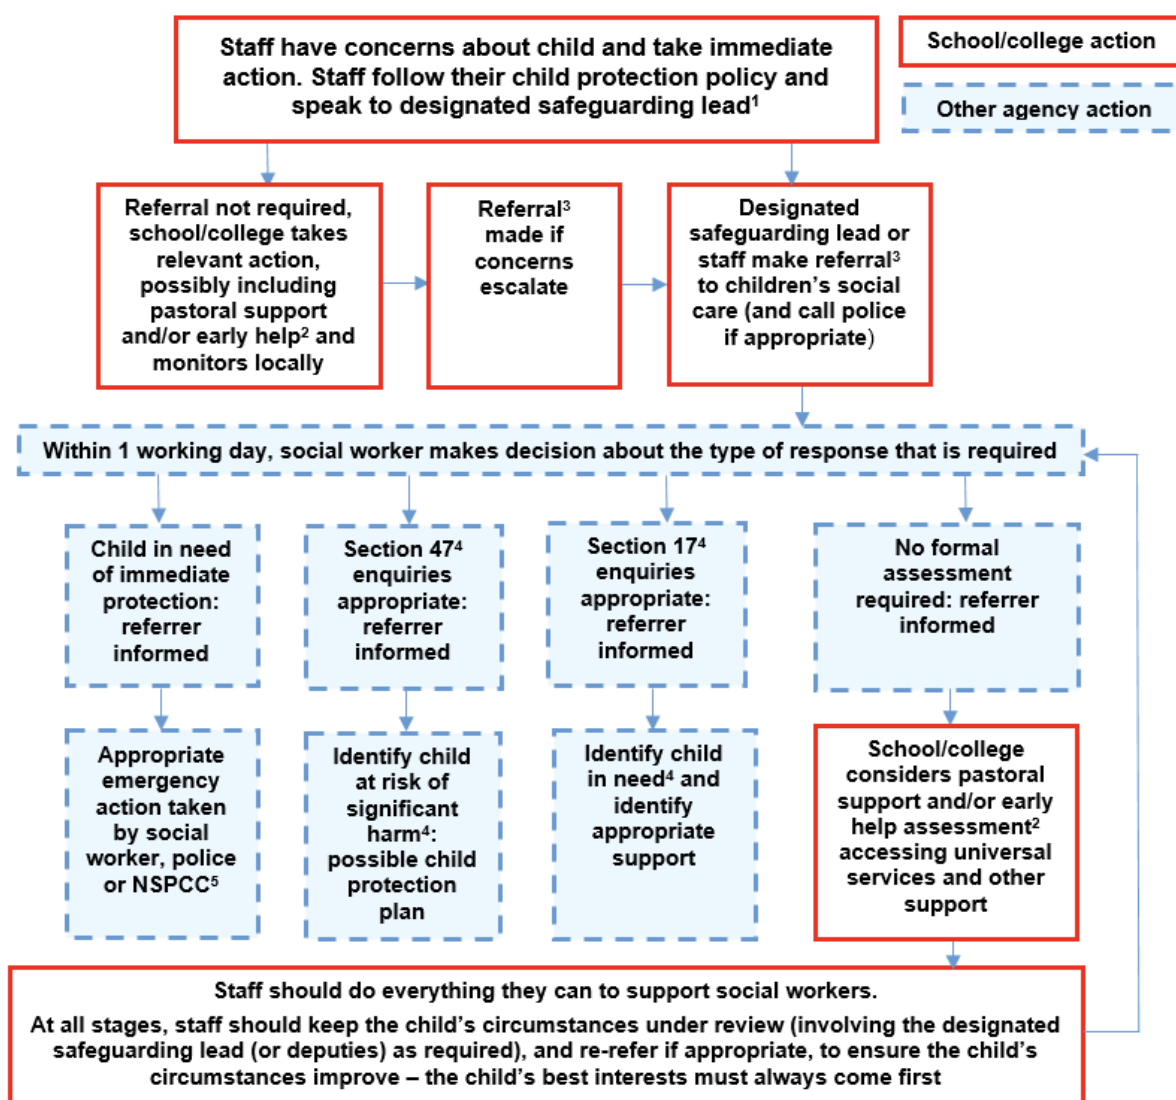 Staff have concerns about child and take immediate
action. Staff follow their child protection policy and
speak to designated safeguarding lead¹
School/college action
Other agency action
Referral not required,
school/college takes
relevant action,
possibly including
pastoral support
and/or early help² and
monitors locally
Referral³
made if
concerns
escalate
Designated
safeguarding lead or
staff make referral³
to children’s social
care (and call police
if appropriate)
Within 1 working day, social worker makes decision about the type of response that is required
Child in need
of immediate
protection:
referrer
informed
Section 47⁴
enquiries
appropriate:
referrer
informed
Section 17⁴
enquiries
appropriate:
referrer
informed
No formal
assessment
required: referrer
informed
Appropriate
emergency
action taken
by social
worker, police
or NSPCC⁵
Identify child
at risk of
significant
harm⁴:
possible child
protection
plan
Identify child
in need⁴ and
identify
appropriate
support
School/college
considers pastoral
support and/or early
help assessment²
accessing universal
services and other
support
Staff should do everything they can to support social workers.
At all stages, staff should keep the child’s circumstances under review (involving the designated
safeguarding lead (or deputies) as required), and re-refer if appropriate, to ensure the child’s
circumstances improve – the child’s best interests must always come first